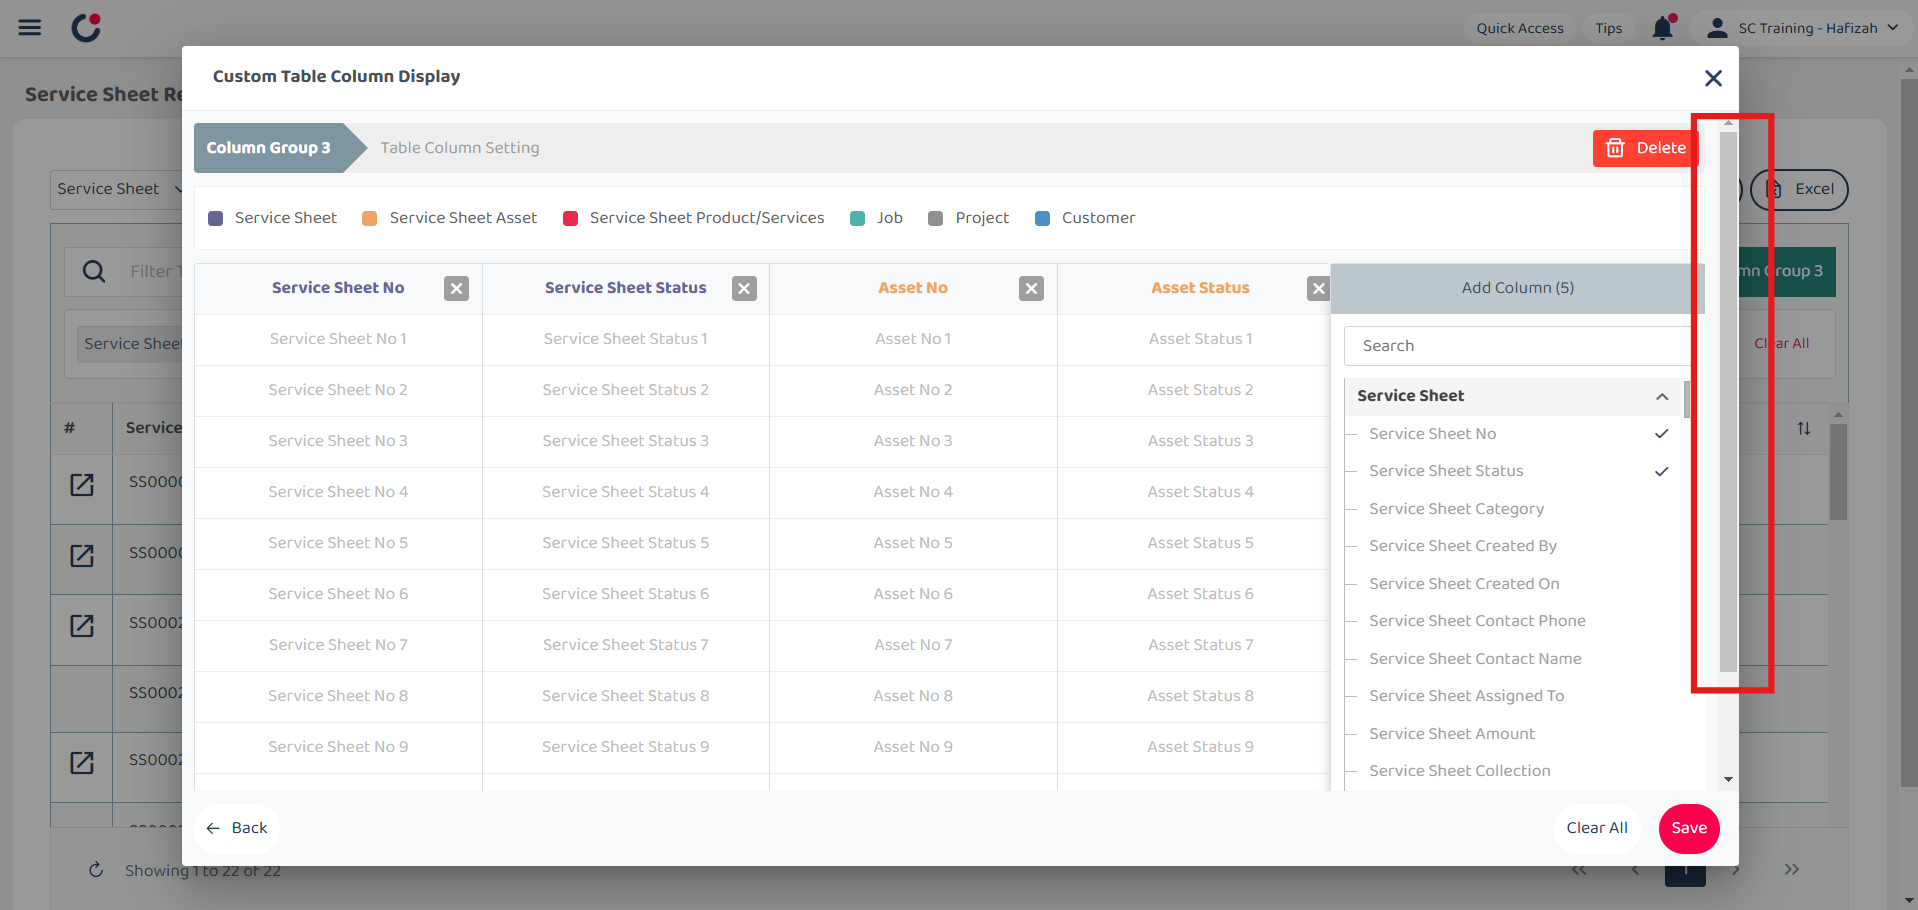 Quick Access Tips SC Training - Hafizah
Custom Table Column Display
Service Sheet Re
Column Group 3 Table Column Setting Delete
Service Sheet Excel
Service Sheet Service Sheet Asset Service Sheet Product/Services Job Project Customer
Filter T mn Group 3
Service Sheet No Service Sheet Status Asset No Asset Status Add Column (5)
Service Sheet No 1 Service Sheet Status 1 Asset No 1 Asset Status 1
Service Shee Search Clear All
Service Sheet No 2 Service Sheet Status 2 Asset No 2 Asset Status 2 Service Sheet
# Service Service Sheet No 3 Service Sheet Status 3 Asset No 3 Asset Status 3 Service Sheet No
Service Sheet Status
SS000 Service Sheet No 4 Service Sheet Status 4 Asset No 4 Asset Status 4
Service Sheet Category
SS000 Service Sheet No 5 Service Sheet Status 5 Asset No 5 Asset Status 5 Service Sheet Created By
Service Sheet Created On
Service Sheet No 6 Service Sheet Status 6 Asset No 6 Asset Status 6
SS0002 Service Sheet Contact Phone
Service Sheet No 7 Service Sheet Status 7 Asset No 7 Asset Status 7
Service Sheet Contact Name
SS0002 Service Sheet No 8 Service Sheet Status 8 Asset No 8 Asset Status 8 Service Sheet Assigned To
Service Sheet Amount
SS0002 Service Sheet No 9 Service Sheet Status 9 Asset No 9 Asset Status 9
Service Sheet Collection
Back Clear All Save
Showing 1 to 22 of 22 1